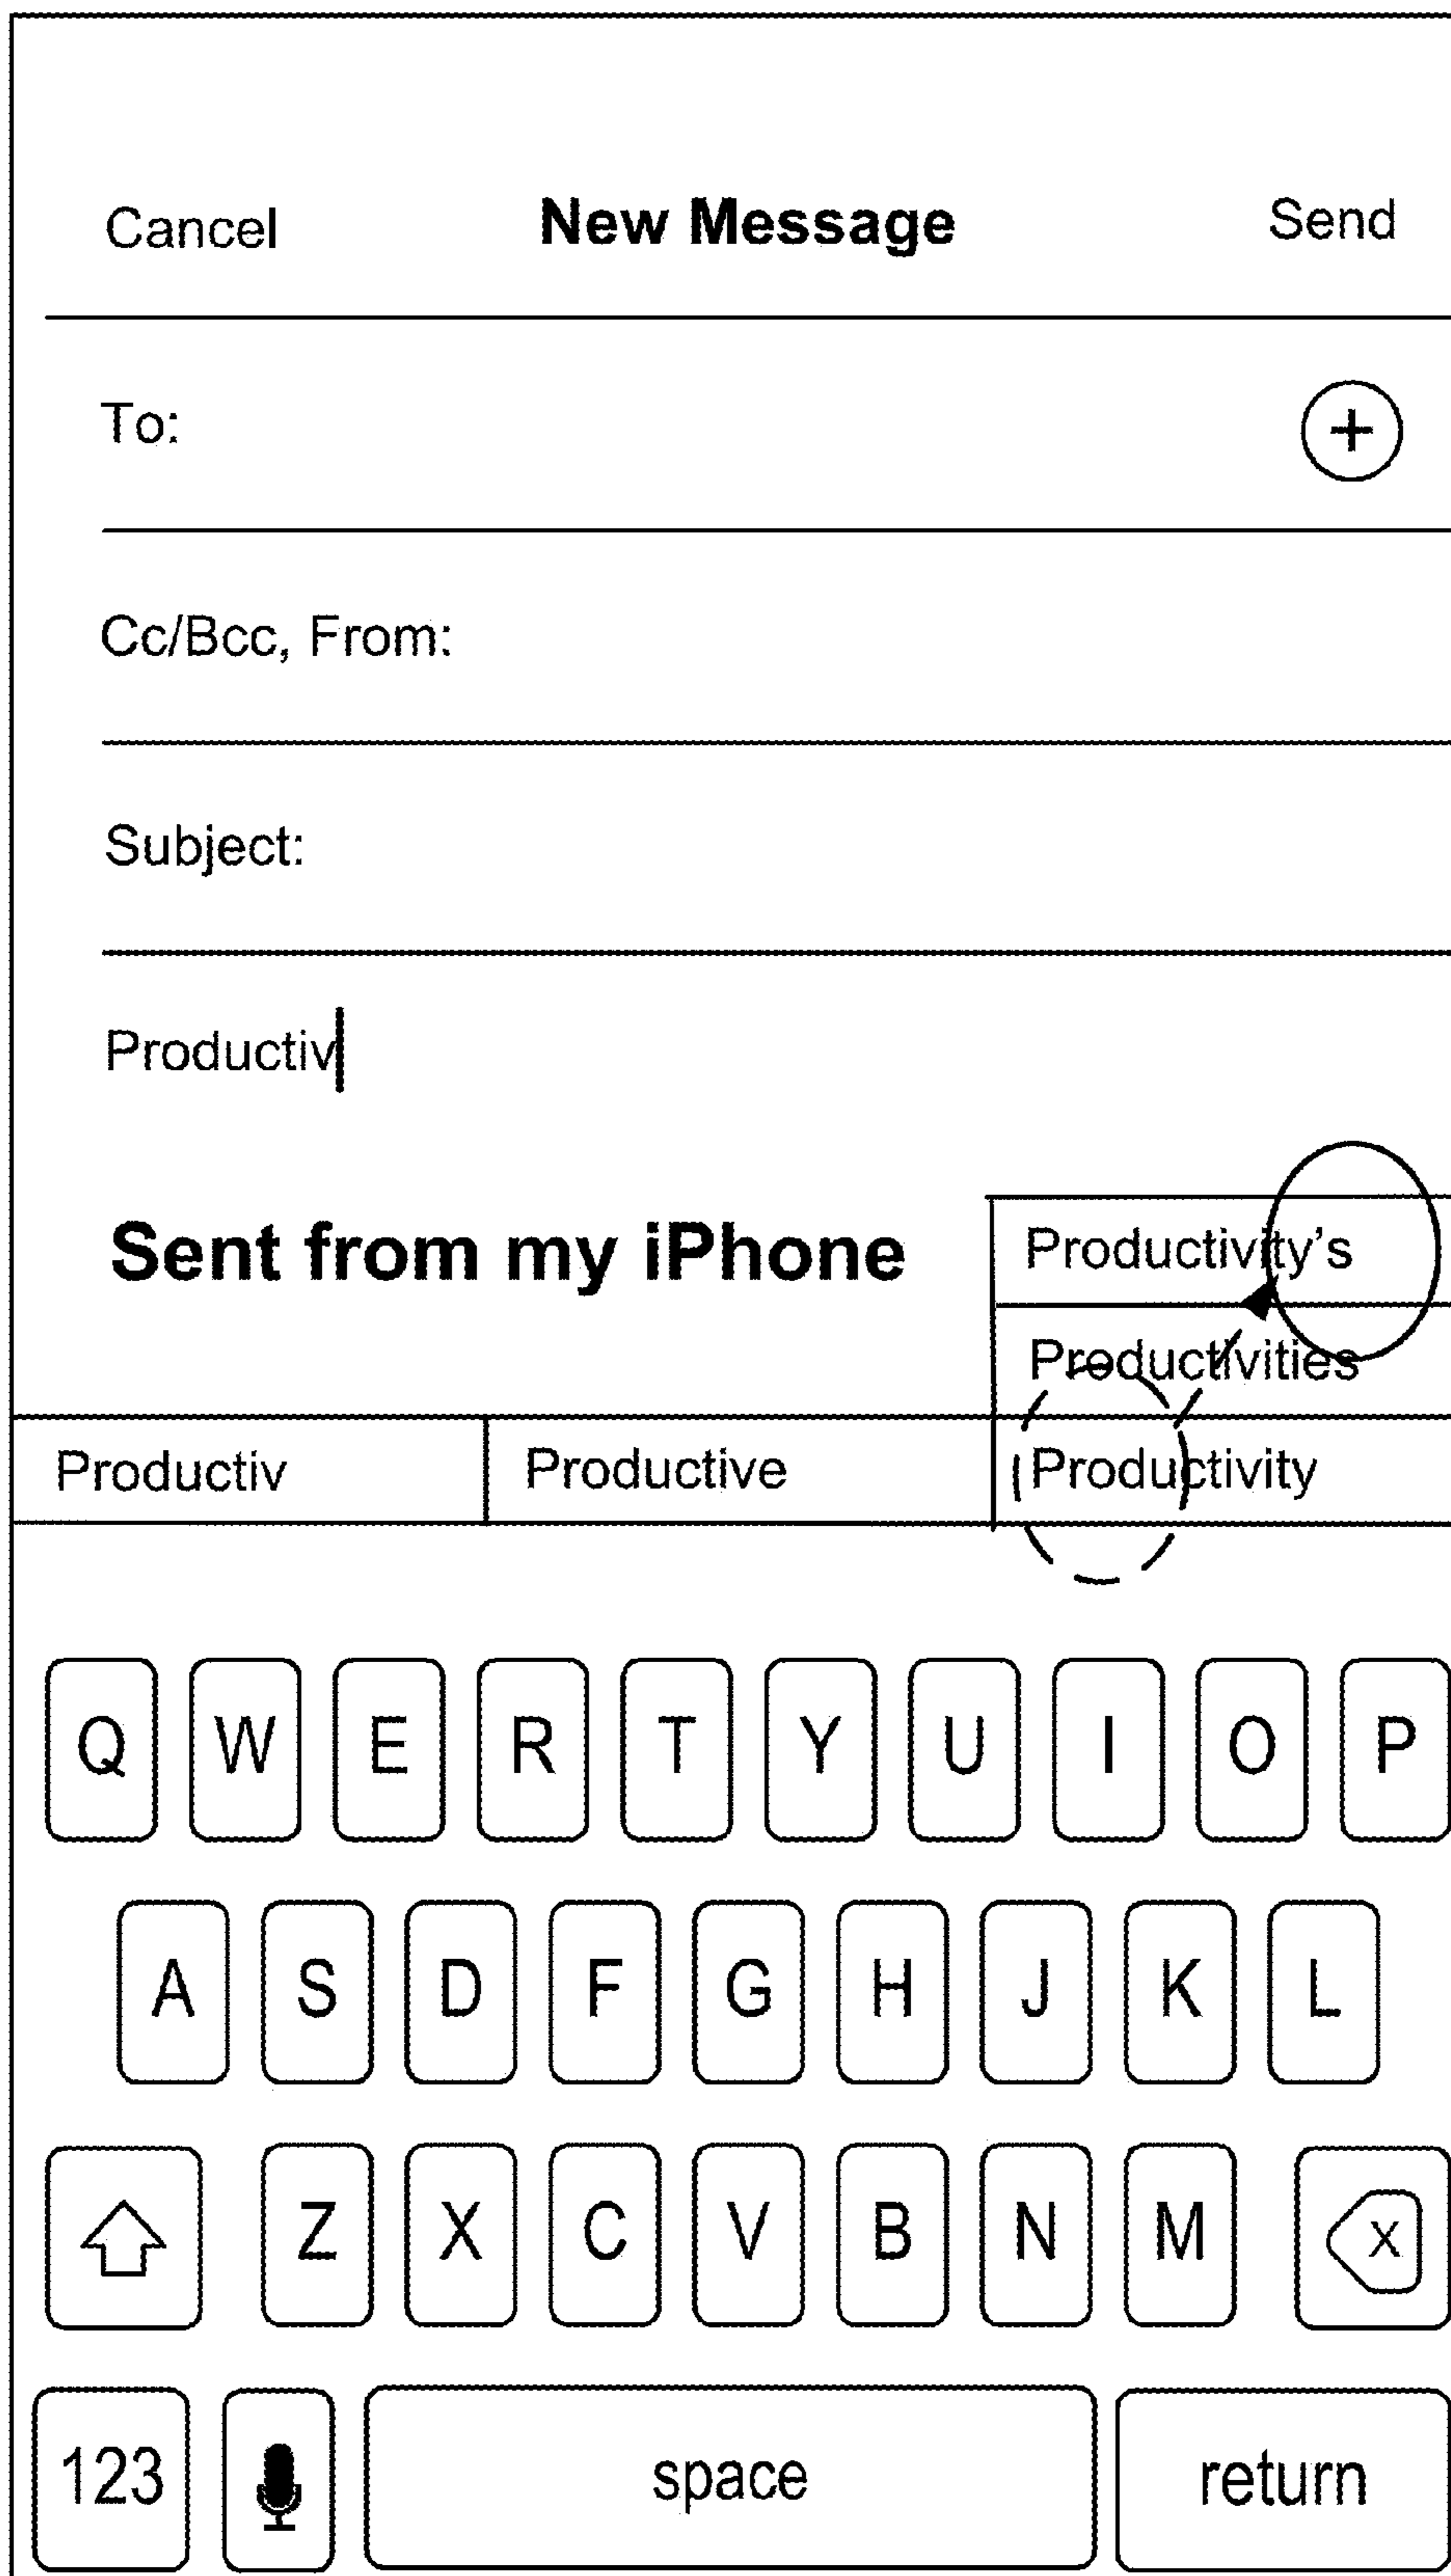 Cancel New Message Send
To: +
Cc/Bcc, From:
Subject:
Productiv
Sent from my iPhone
Productivity's
Productivities
Productiv Productive Productivity
Q W E R T Y U I O P
A S D F G H J K L
Z X C V B N M X
123 space return